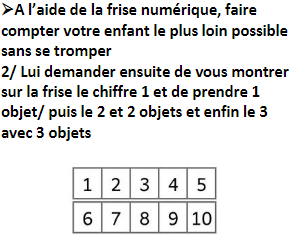 ➢A l’aide de la frise numérique, faire
compter votre enfant le plus loin possible
sans se tromper
2/ Lui demander ensuite de vous montrer
sur la frise le chiffre 1 et de prendre 1
objet/ puis le 2 et 2 objets et enfin le 3
avec 3 objets
1 2 3 4 5
6 7 8 9 10